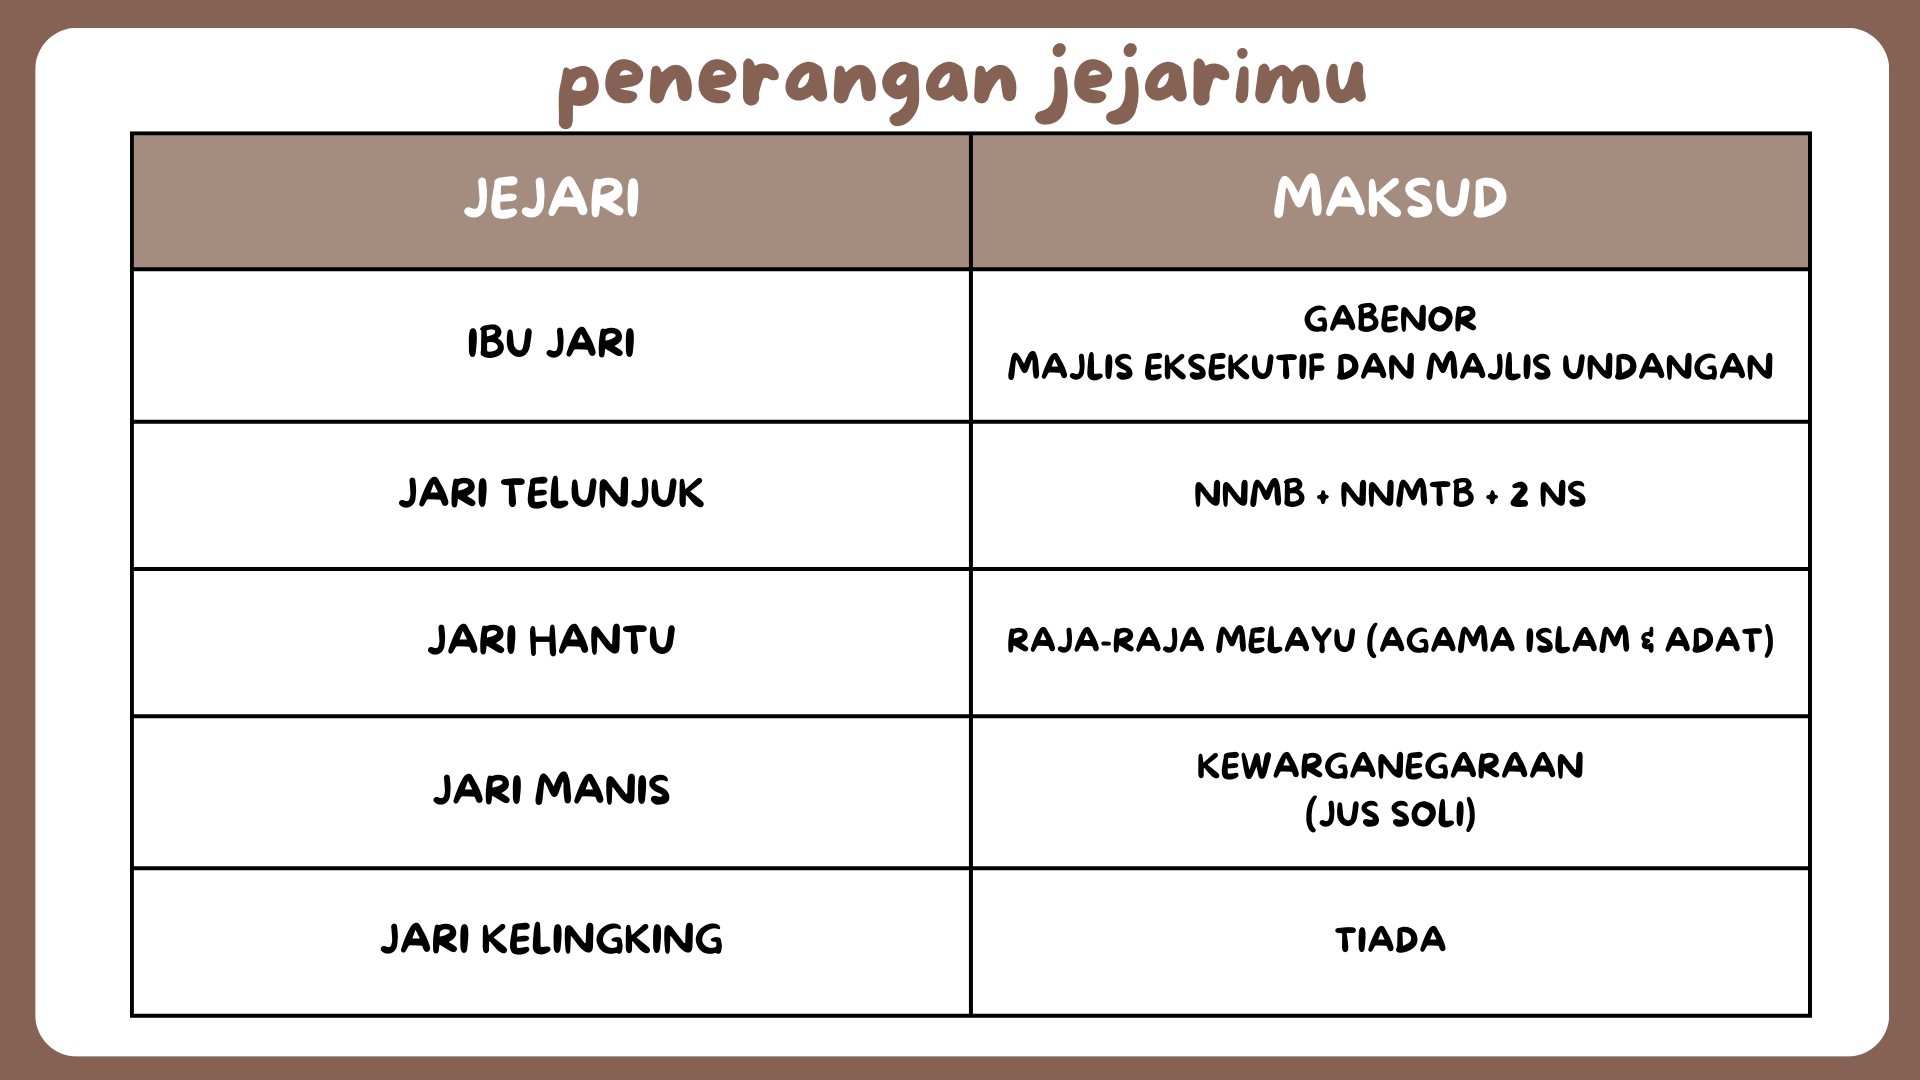 penerangan jejarimu
JEJARI
MAKSUD
IBU JARI
GABENOR
MAJLIS EKSEKUTIF DAN MAJLIS UNDANGAN
JARI TELUNJUK
NNMB + NNMTB + 2 NS
JARI HANTU
RAJA-RAJA MELAYU (AGAMA ISLAM & ADAT)
JARI MANIS
KEWARGANEGARAAN
(JUS SOLI)
JARI KELINGKING
TIADA